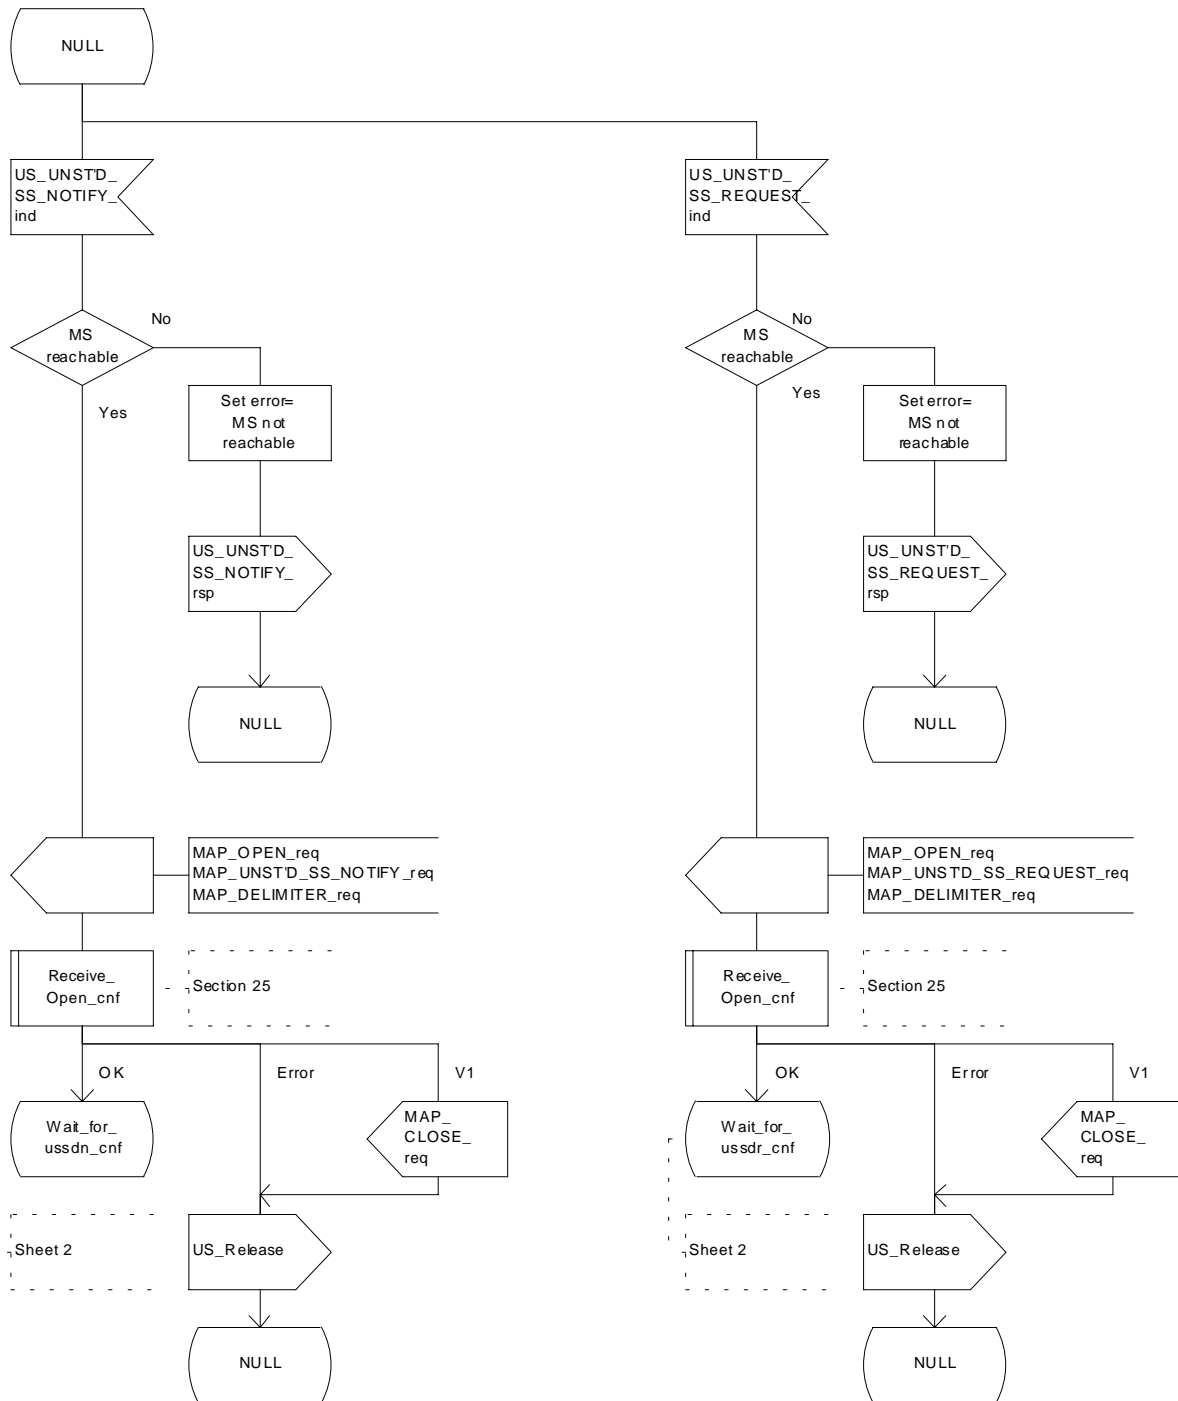 NULL
US_UNST'D_
SS_NOTIFY_
ind
US_UNST'D_
SS_REQUEST_
ind
MS
reachable
No
Yes
MS
reachable
No
Yes
Set error=
MS not
reachable
Set error=
MS not
reachable
US_UNST'D_
SS_NOTIFY_
rsp
US_UNST'D_
SS_REQUEST_
rsp
NULL
NULL
MAP_OPEN_req
MAP_UNST'D_SS_NOTIFY_req
MAP_DELIMITER_req
MAP_OPEN_req
MAP_UNST'D_SS_REQUEST_req
MAP_DELIMITER_req
Receive_
Open_cnf
Section 25
Receive_
Open_cnf
Section 25
OK
Error
V1
OK
Error
V1
Wait_for_
ussdn_cnf
MAP_
CLOSE_
req
Wait_for_
ussdr_cnf
MAP_
CLOSE_
req
Sheet 2
US_Release
Sheet 2
US_Release
NULL
NULL